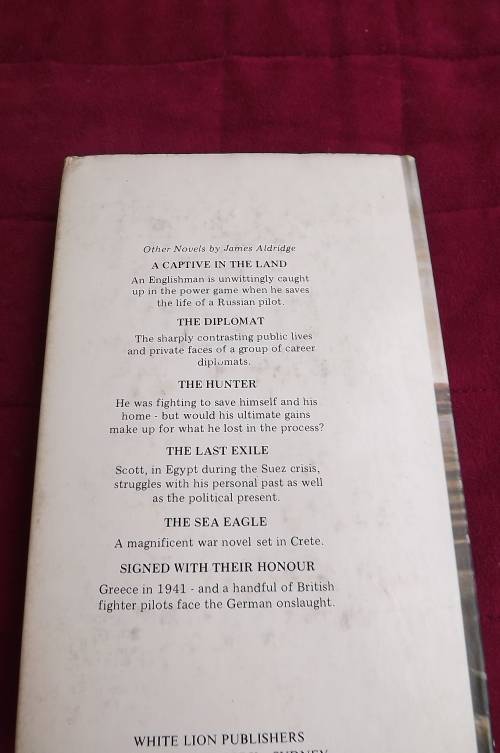 Other Novels by James Aldridge
A CAPTIVE IN THE LAND
An Englishman is unwittingly caught
up in the power game when he saves
the life of a Russian pilot.
THE DIPLOMAT
The sharply contrasting public lives
and private faces of a group of career
diplomats.
THE HUNTER
He was fighting to save himself and his
home - but would his ultimate gains
make up for what he lost in the process?
THE LAST EXILE
Scott, in Egypt during the Suez crisis,
struggles with his personal past as well
as the political present.
THE SEA EAGLE
A magnificent war novel set in Crete.
SIGNED WITH THEIR HONOUR
Greece in 1941 - and a handful of British
fighter pilots face the German onslaught.
WHITE LION PUBLISHERS
SYDNEY